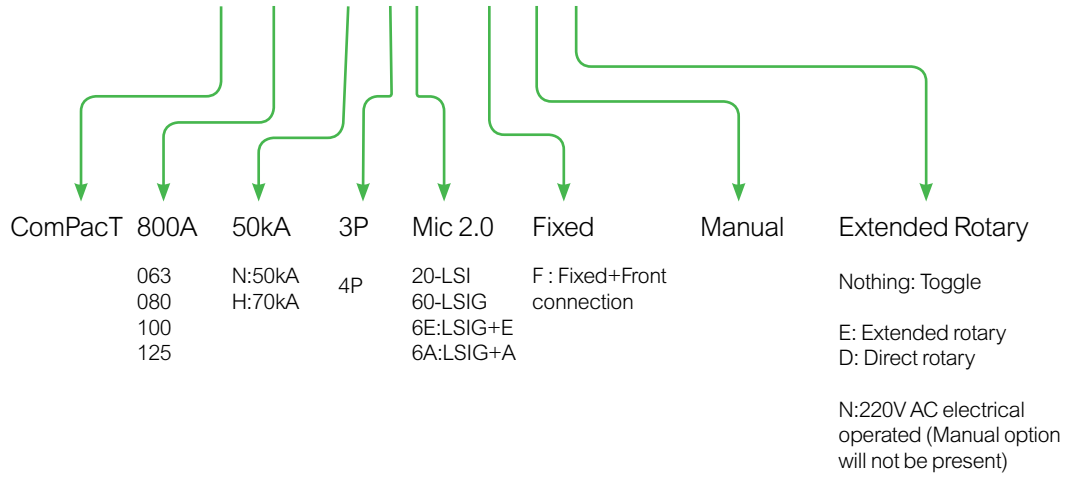 ComPacT 800A 50kA 3P Mic 2.0 Fixed Manual Extended Rotary
063
080
100
125
N:50kA
H:70kA
4P
20-LSI
60-LSIG
6E:LSIG+E
6A:LSIG+A
F : Fixed+Front
connection
Nothing: Toggle
E: Extended rotary
D: Direct rotary
N:220V AC electrical
operated (Manual option
will not be present)